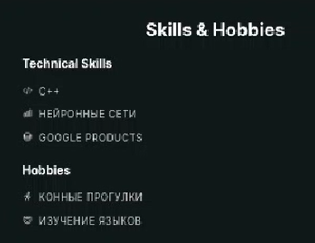 Skills & Hobbies
Technical Skills
C++
НЕЙРОННЫЕ СЕТИ
GOOGLE PRODUCTS
Hobbies
КОННЫЕ ПРОГУЛКИ
ИЗУЧЕНИЕ ЯЗЫКОВ